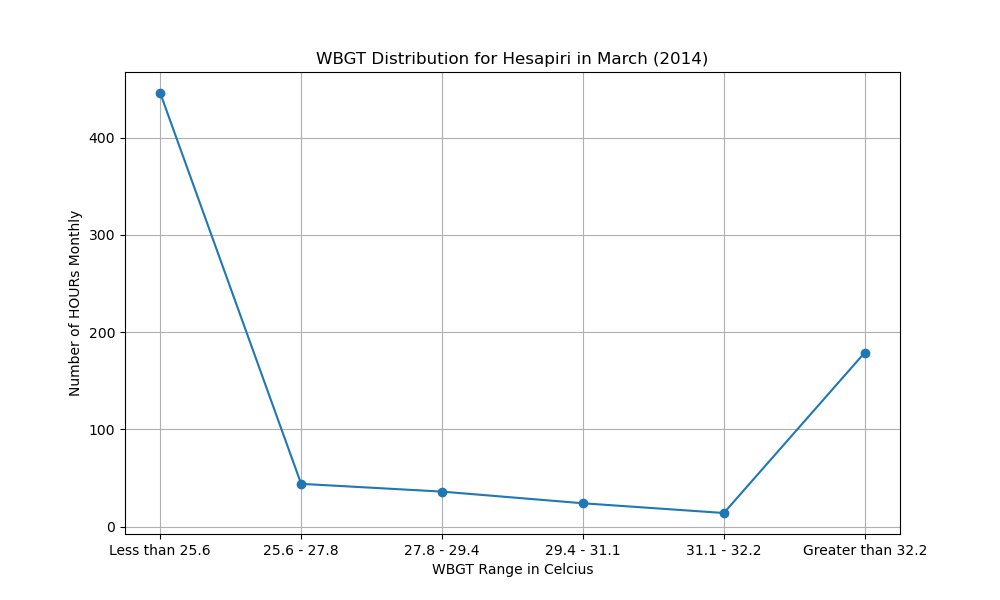 WBGT Distribution for Hesapiri in March (2014)
Number of HOURs Monthly
400
300
200
100
0
Less than 25.6
25.6 - 27.8
27.8 - 29.4
29.4 - 31.1
31.1 - 32.2
Greater than 32.2
WBGT Range in Celcius